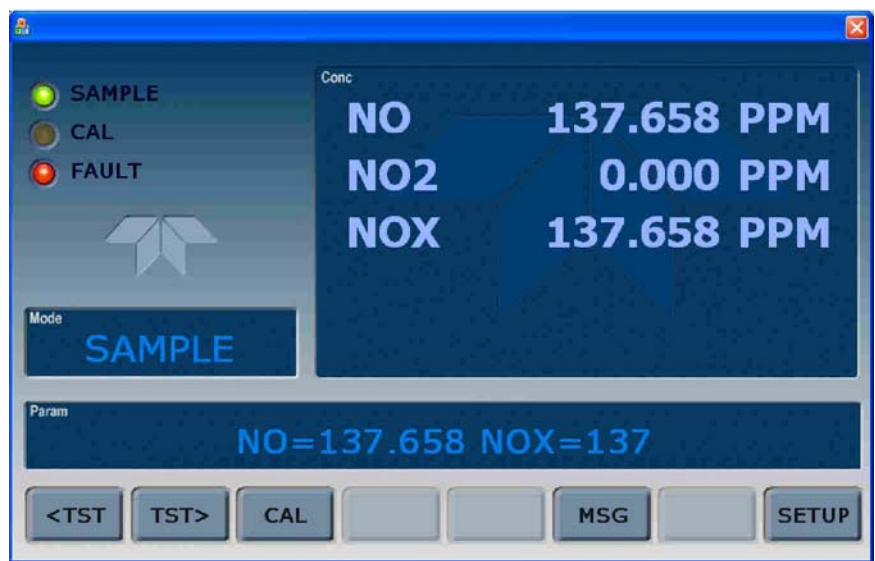 SAMPLE
CAL
FAULT
Conc
NO 137.658 PPM
NO2 0.000 PPM
NOX 137.658 PPM
Mode
SAMPLE
Param
NO=137.658 NOX=137
<TST TST> CAL MSG SETUP